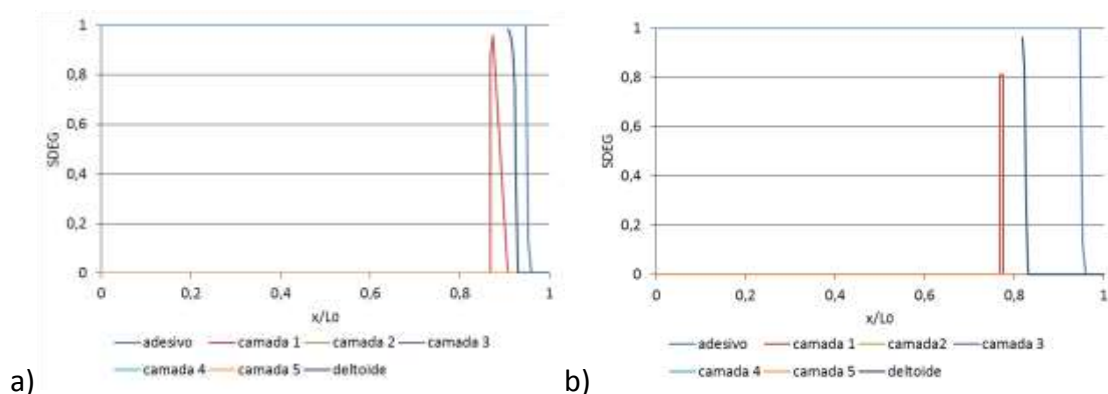 1
0,8
0,6
0,4
0,2
0
SDEG
0 0,2 0,4 0,6 0,8 1
x/L0
adesivo camada 1 camada 2 camada 3
camada 4 camada 5 deltoide
a)
1
0,8
0,6
0,4
0,2
0
SDEG
0 0,2 0,4 0,6 0,8 1
x/L0
adesivo camada 1 camada2 camada 3
camada 4 camada 5 deltoide
b)